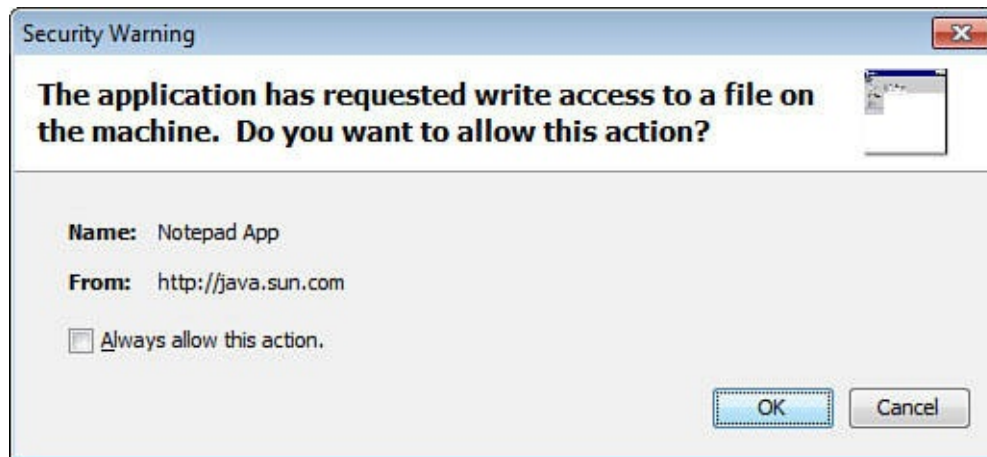 Security Warning
The application has requested write access to a file on
the machine.  Do you want to allow this action?
Name: Notepad App
From: http://java.sun.com
Always allow this action.
OK Cancel